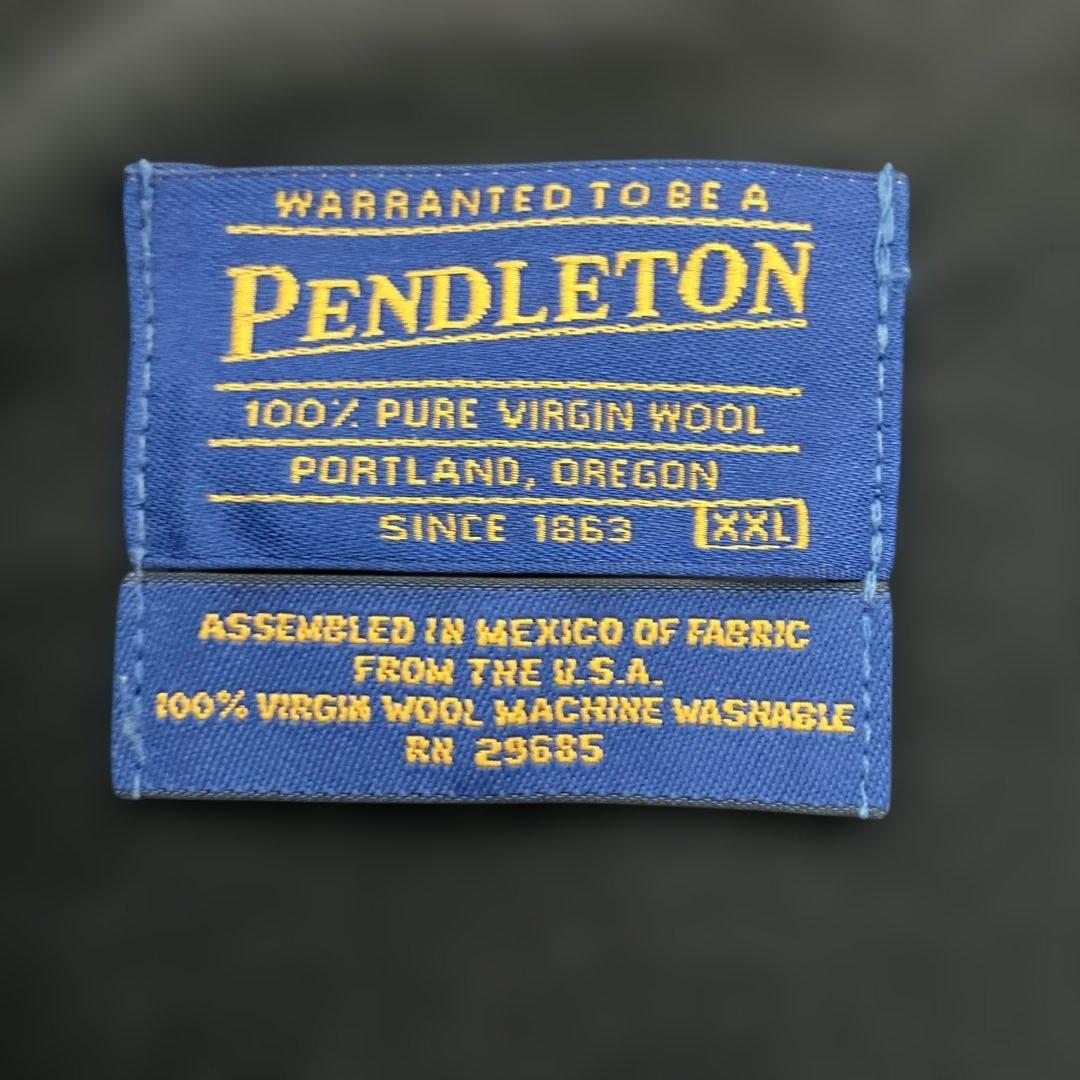 WARRANTED TO BE A
PENDLETON
100% PURE VIRGIN WOOL
PORTLAND, OREGON
SINCE 1863 XXL
ASSEMBLED IN MEXICO OF FABRIC
FROM THE U.S.A.
100% VIRGIN WOOL MACHINE WASHABLE
RN 29685